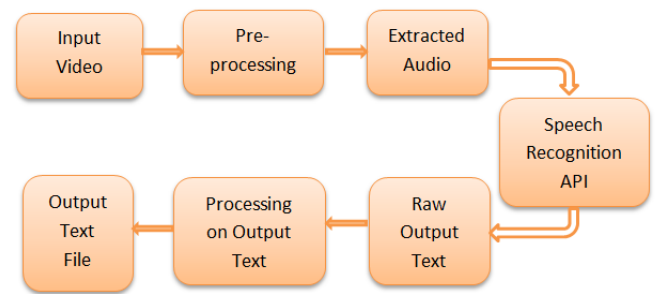 Input
Video
Pre-
processing
Extracted
Audio
Speech
Recognition
API
Raw
Output
Text
Processing
on Output
Text
Output
Text
File